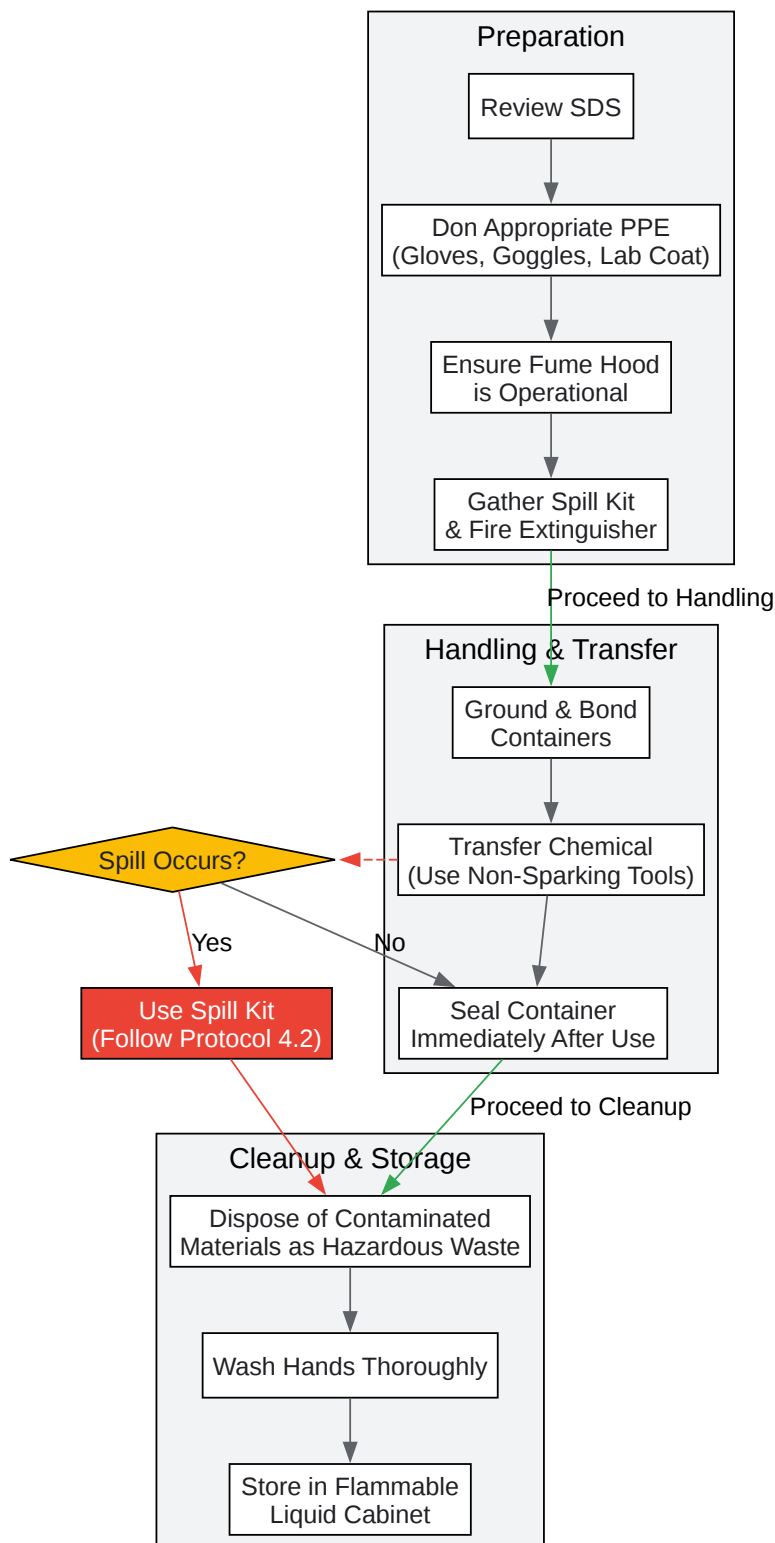 Preparation
Review SDS
Don Appropriate PPE
(Gloves, Goggles, Lab Coat)
Ensure Fume Hood
is Operational
Gather Spill Kit
& Fire Extinguisher
Proceed to Handling
Handling & Transfer
Ground & Bond
Containers
Transfer Chemical
(Use Non-Sparking Tools)
Spill Occurs?
Yes
No
Use Spill Kit
(Follow Protocol 4.2)
Seal Container
Immediately After Use
Proceed to Cleanup
Cleanup & Storage
Dispose of Contaminated
Materials as Hazardous Waste
Wash Hands Thoroughly
Store in Flammable
Liquid Cabinet